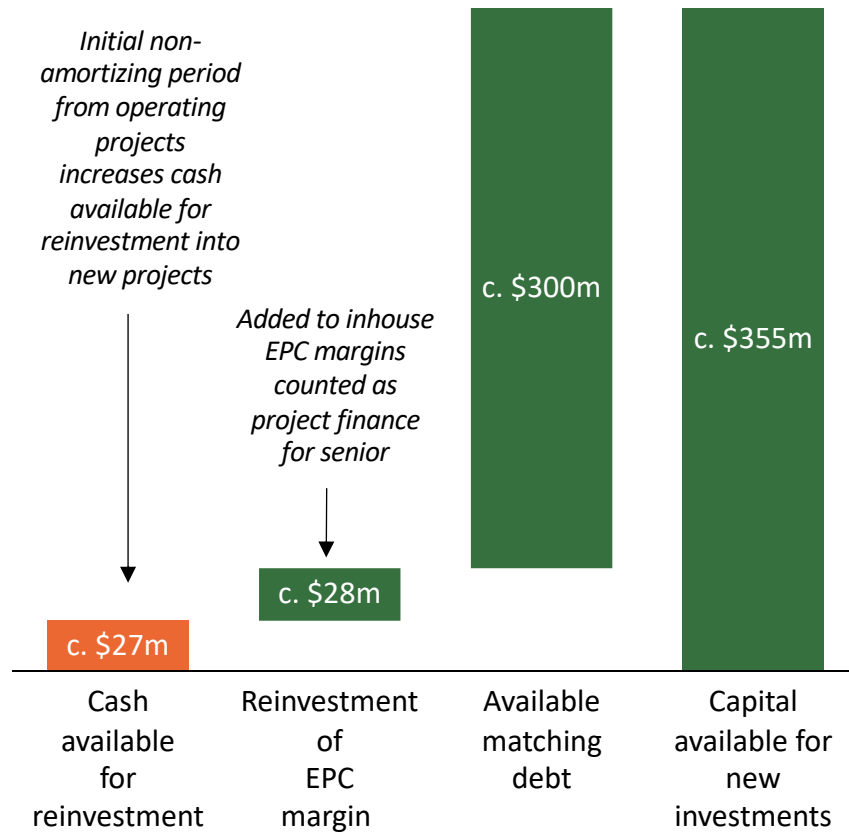 Initial non-
amortizing period
from operating
projects
increases cash
available for
reinvestment into
new projects
Added to inhouse
EPC margins
counted as
project finance
for senior
c. $300m
c. $355m
c. $28m
c. $27m
Cash
available
for
reinvestment
Reinvestment
of
EPC
margin
Available
matching
debt
Capital
available for
new
investments